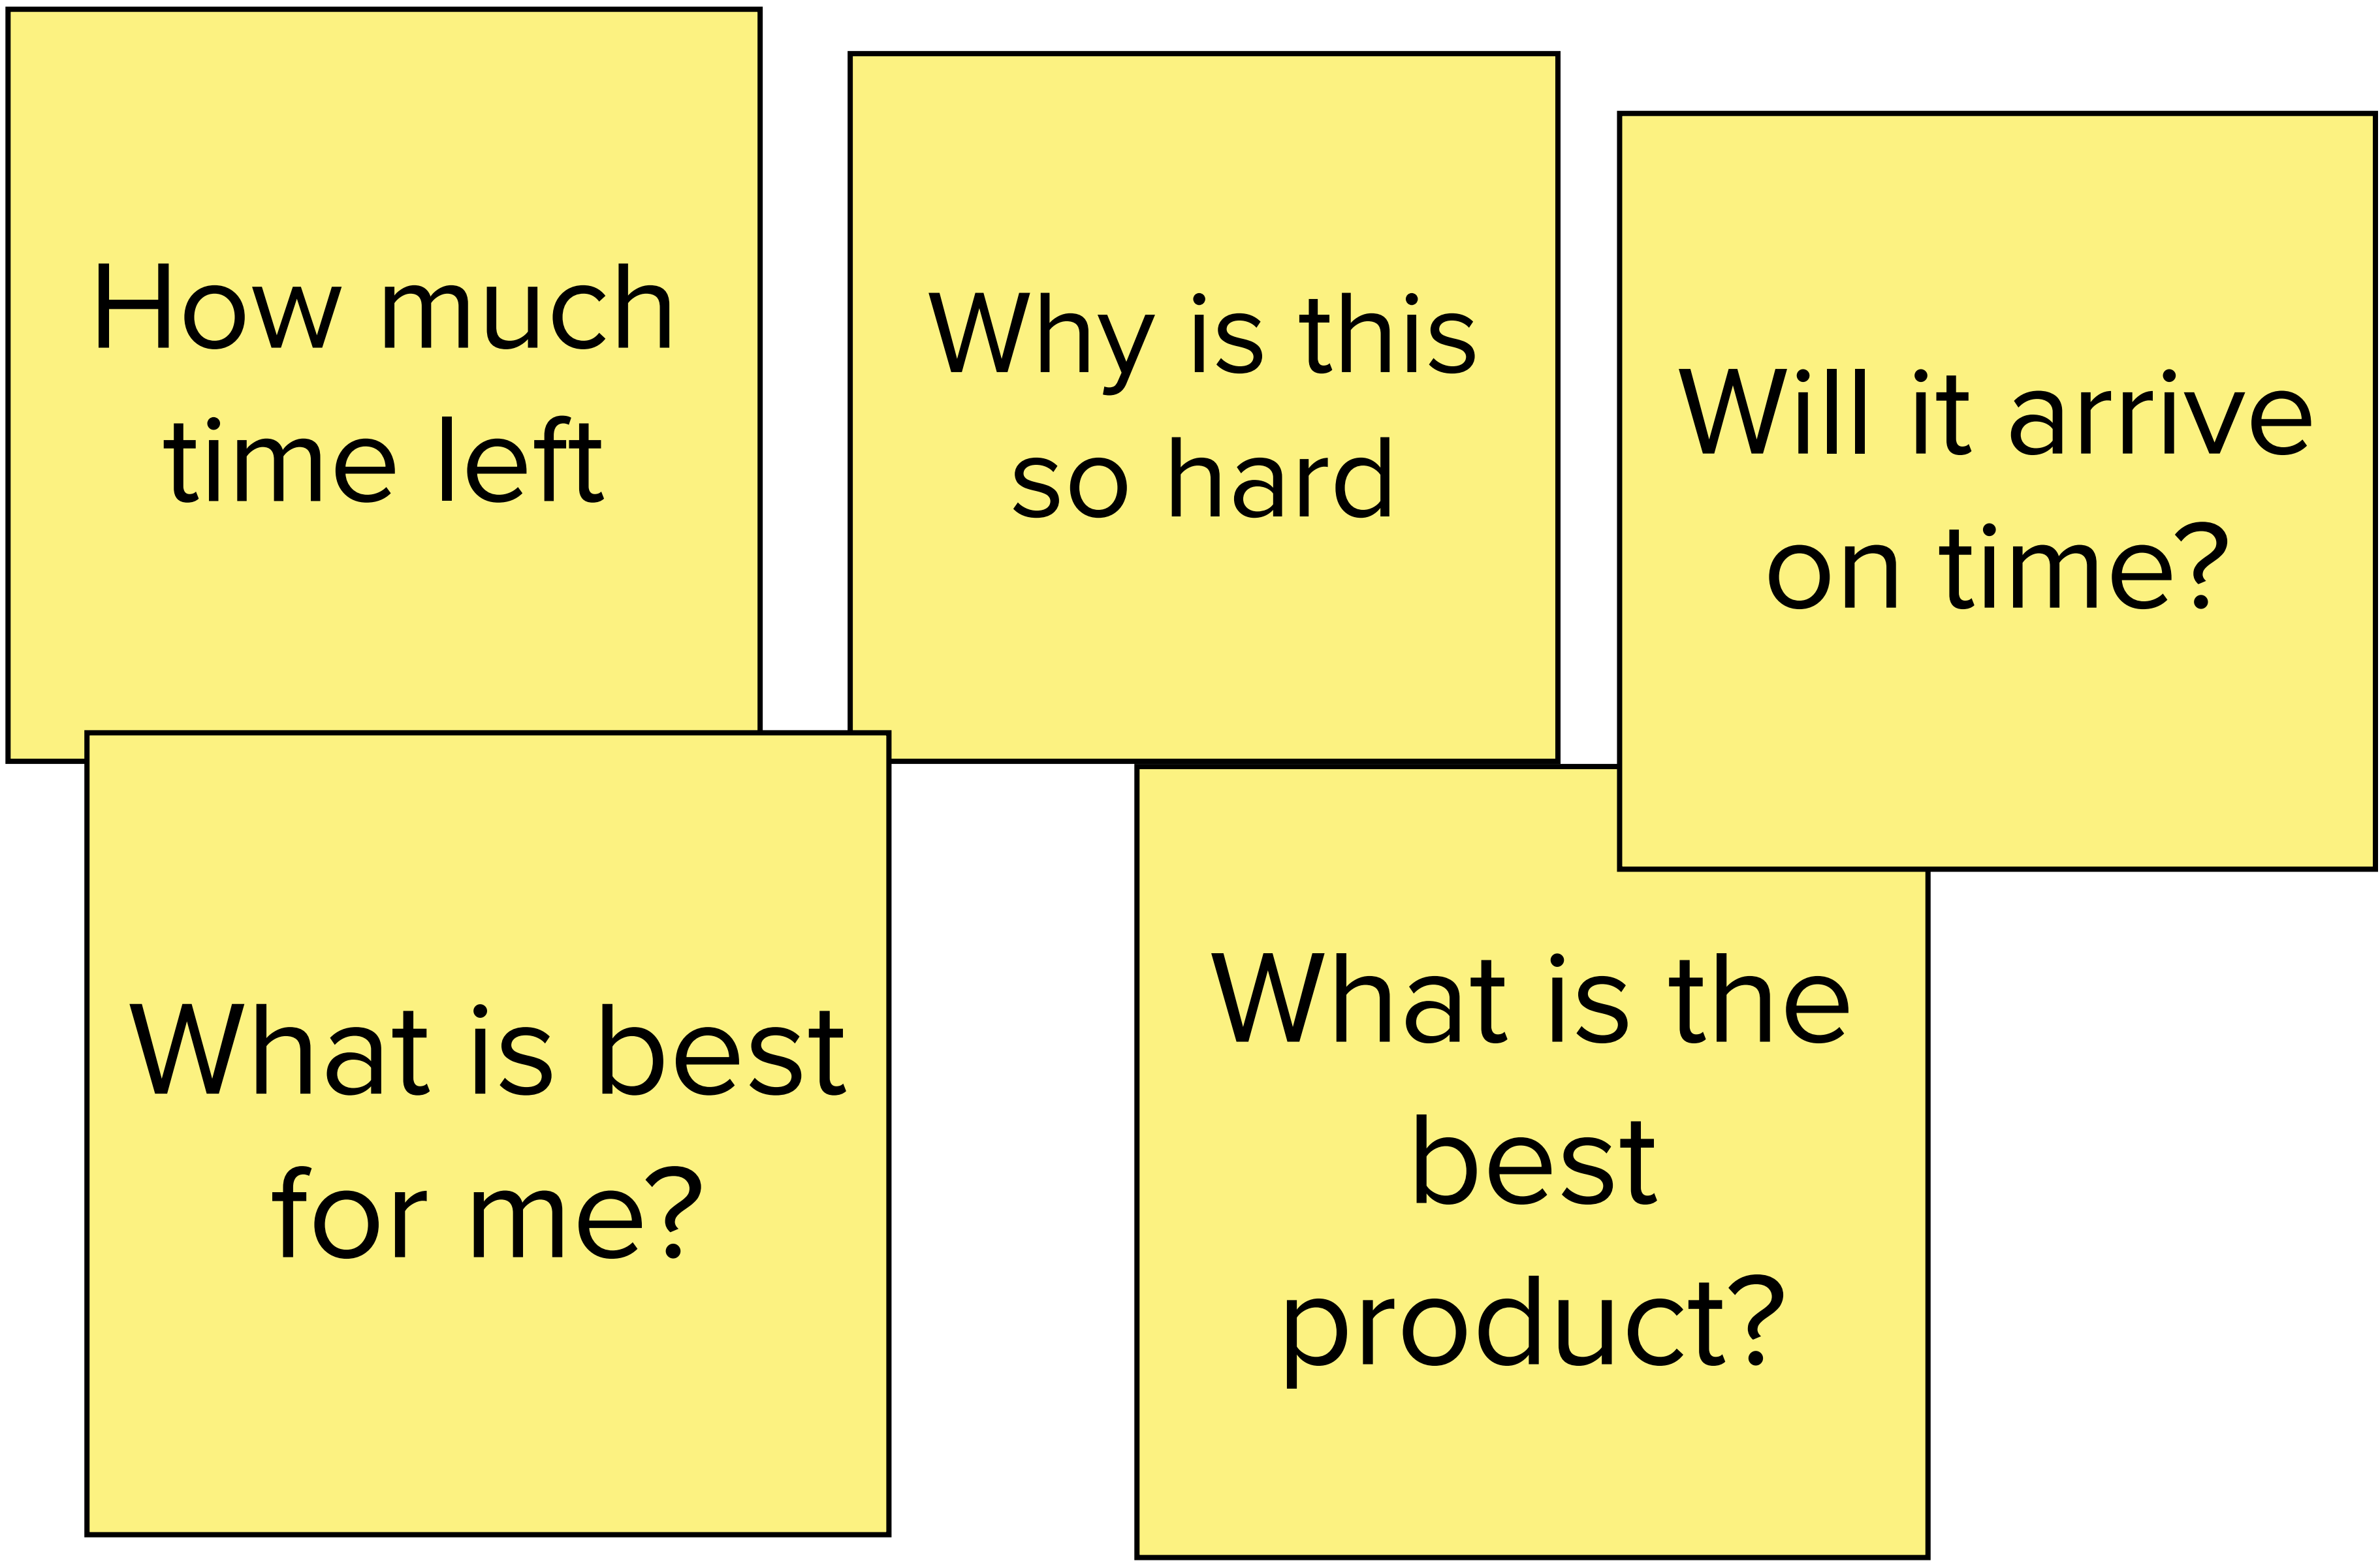 How much
time left
Why is this
so hard
Will it arrive
on time?
What is best
for me?
What is the
best
product?